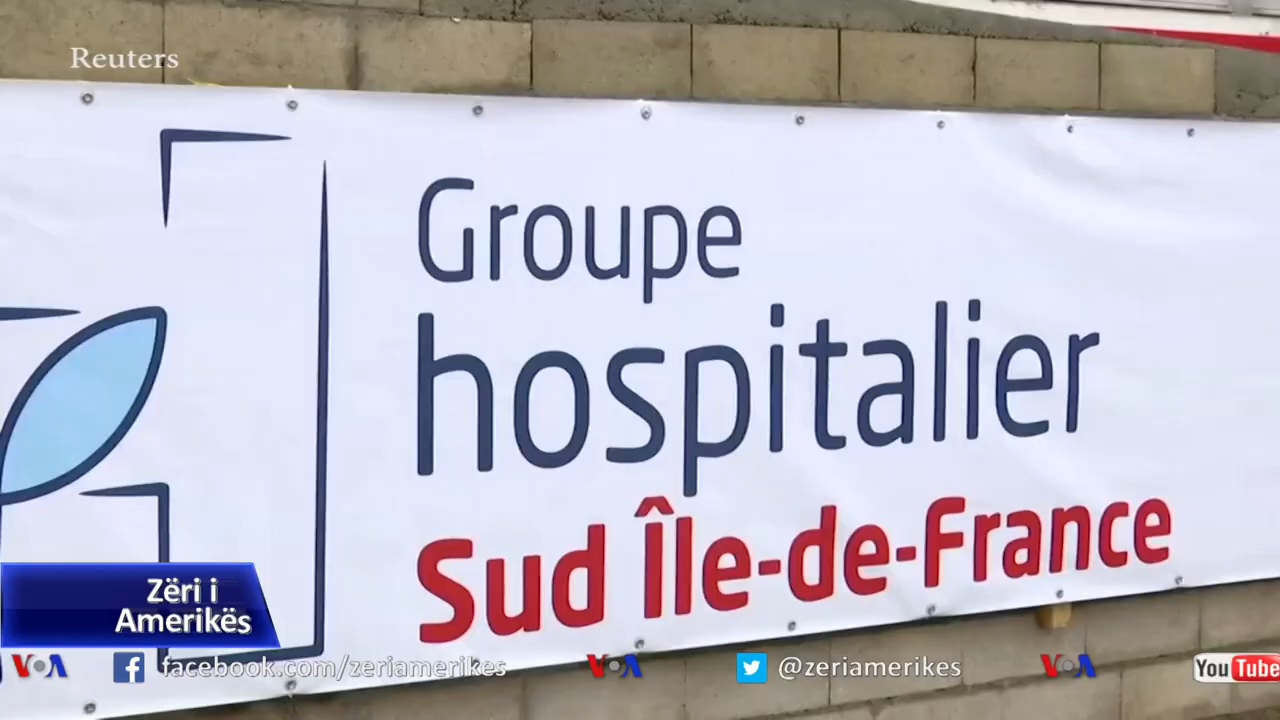 Reuters
Groupe
hospitalier
Sud Île-de-France
Zëri i
Amerikës
VOA facebook.com/zeriamerikes VOA @zeriamerikes VOA YouTube